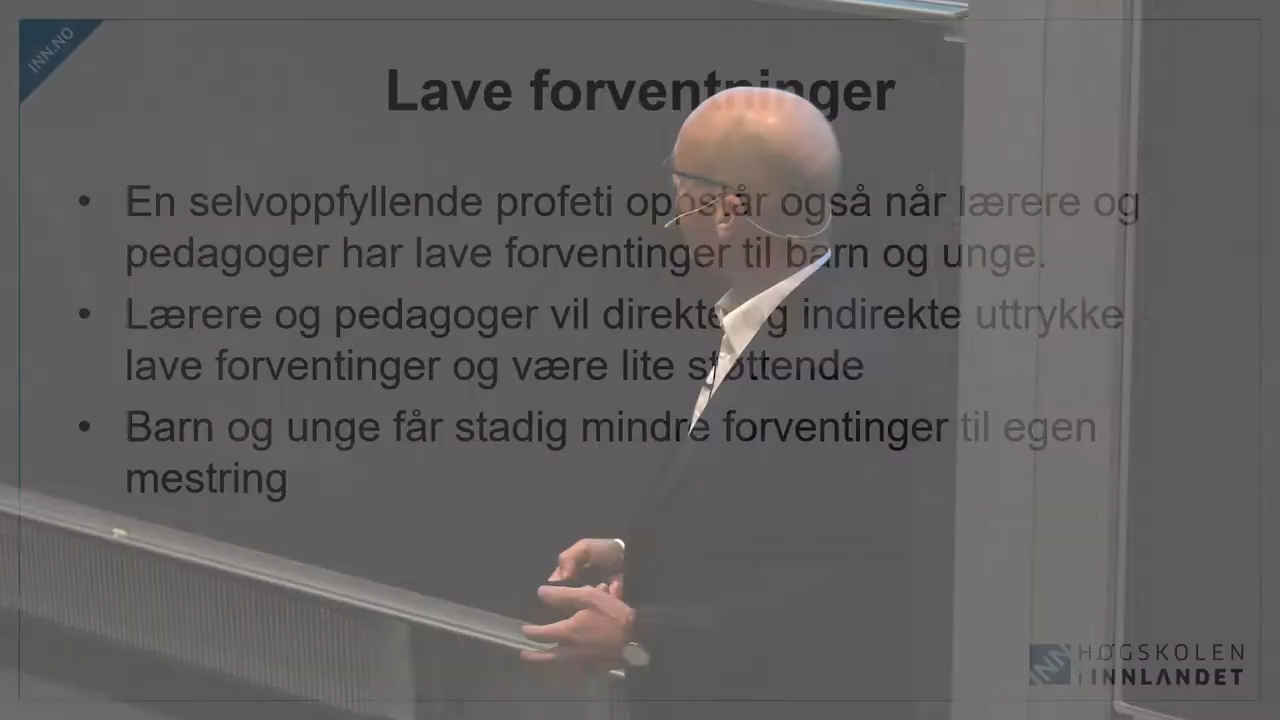 INN.NO
Lave forventninger
• En selvoppfyllende profeti oppstår også når lærere og
pedagoger har lave forventinger til barn og unge.
• Lærere og pedagoger vil direkte og indirekte uttrykke
lave forventinger og være lite støttende
• Barn og unge får stadig mindre forventinger til egen
mestring
INN HØGSKOLEN
i INNLANDET